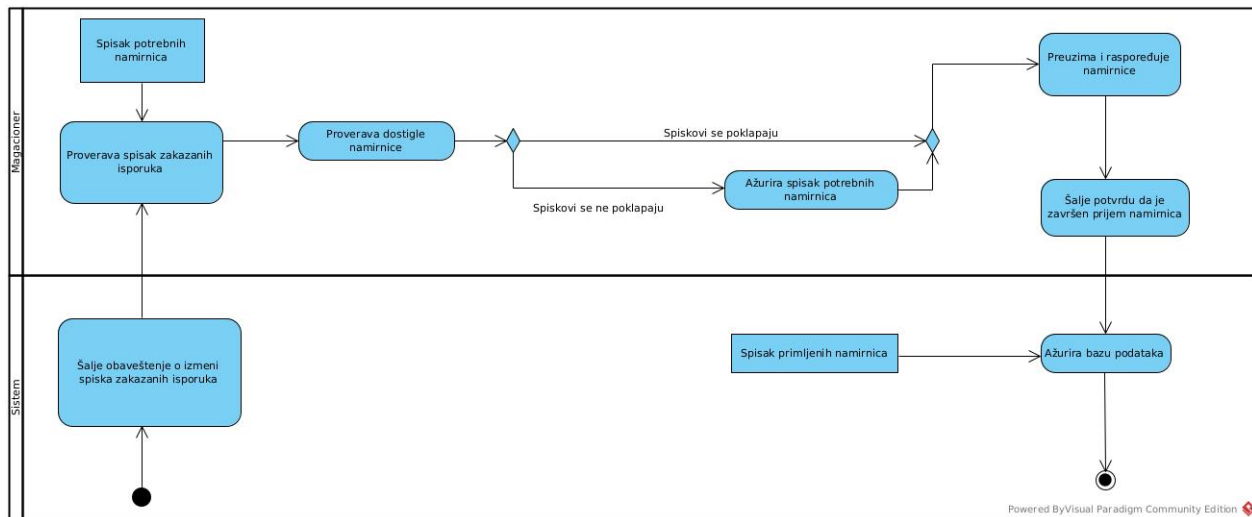 Magacioner
Spisak potrebnih
namirnica
Proverava spisak zakazanih
isporuka
Proverava dostigle
namirnice
Spiskovi se poklapaju
Spiskovi se ne poklapaju
Ažurira spisak potrebnih
namirnica
Preuzima i raspoređuje
namirnice
Šalje potvrdu da je
završen prijem namirnica
Sistem
Šalje obaveštenje o izmeni
spiska zakazanih isporuka
Spisak primljenih namirnica
Ažurira bazu podataka
Powered ByVisual Paradigm Community Edition